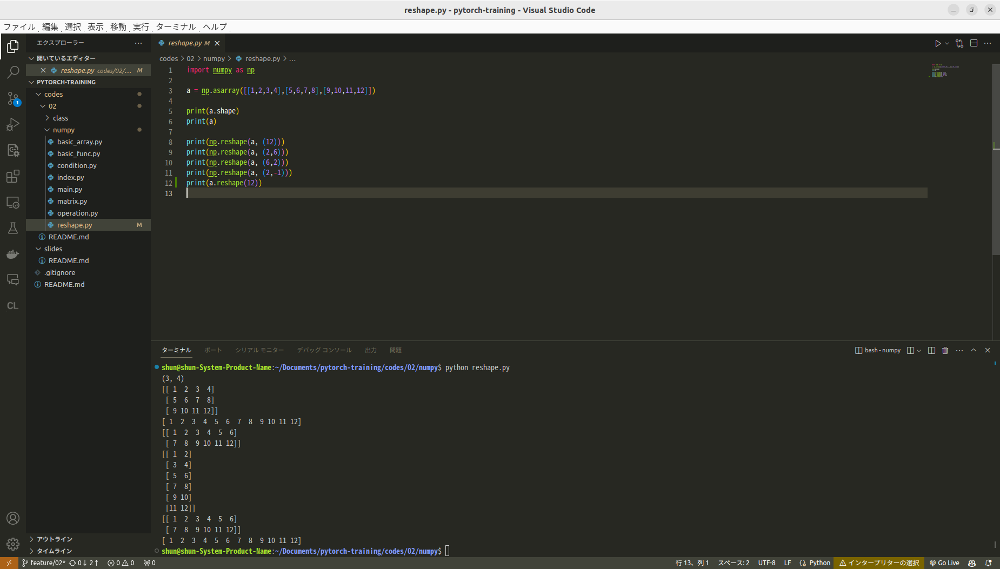 reshape.py - pytorch-training - Visual Studio Code
ファイル 編集 選択 表示 移動 実行 ターミナル ヘルプ
エクスプローラー
開いているエディター
reshape.py codes/02/... M
PYTORCH-TRAINING
codes
02
class
numpy
basic_array.py
basic_func.py
condition.py
index.py
main.py
matrix.py
operation.py
reshape.py M
README.md
slides
README.md
.gitignore
README.md
アウトライン
タイムライン
1
CL
reshape.py M
codes > 02 > numpy > reshape.py > ...
1 import numpy as np
2
3 a = np.asarray([[1,2,3,4],[5,6,7,8],[9,10,11,12]])
4
5 print(a.shape)
6 print(a)
7
8 print(np.reshape(a, (12)))
9 print(np.reshape(a, (2,6)))
10 print(np.reshape(a, (6,2)))
11 print(np.reshape(a, (2,-1)))
12 print(a.reshape(12))
13
ターミナル ポート シリアル モニター デバッグ コンソール 出力 問題
bash - numpy
shun@shun-System-Product-Name:~/Documents/pytorch-training/codes/02/numpy$ python reshape.py
(3, 4)
[[ 1  2  3  4]
 [ 5  6  7  8]
 [ 9 10 11 12]]
[ 1  2  3  4  5  6  7  8  9 10 11 12]
[[ 1  2  3  4  5  6]
 [ 7  8  9 10 11 12]]
[[ 1  2]
 [ 3  4]
 [ 5  6]
 [ 7  8]
 [ 9 10]
 [11 12]]
[[ 1  2  3  4  5  6]
 [ 7  8  9 10 11 12]]
[ 1  2  3  4  5  6  7  8  9 10 11 12]
shun@shun-System-Product-Name:~/Documents/pytorch-training/codes/02/numpy$
feature/02* 0↓ 2↑ 0 0 0 行 13、列 1 スペース: 2 UTF-8 LF Python インタープリターの選択 Go Live